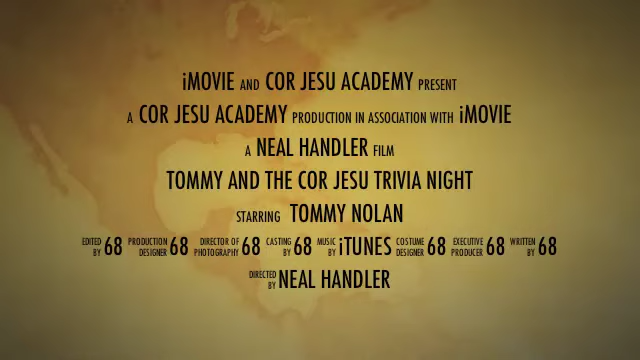 iMOVIE AND COR JESU ACADEMY PRESENT
A COR JESU ACADEMY PRODUCTION IN ASSOCIATION WITH iMOVIE
A NEAL HANDLER FILM
TOMMY AND THE COR JESU TRIVIA NIGHT
STARRING TOMMY NOLAN
EDITED BY 68 PRODUCTION DESIGNER 68 DIRECTOR OF PHOTOGRAPHY 68 CASTING BY 68 MUSIC BY iTUNES COSTUME DESIGNER 68 EXECUTIVE PRODUCER 68 WRITTEN BY 68
DIRECTED BY NEAL HANDLER